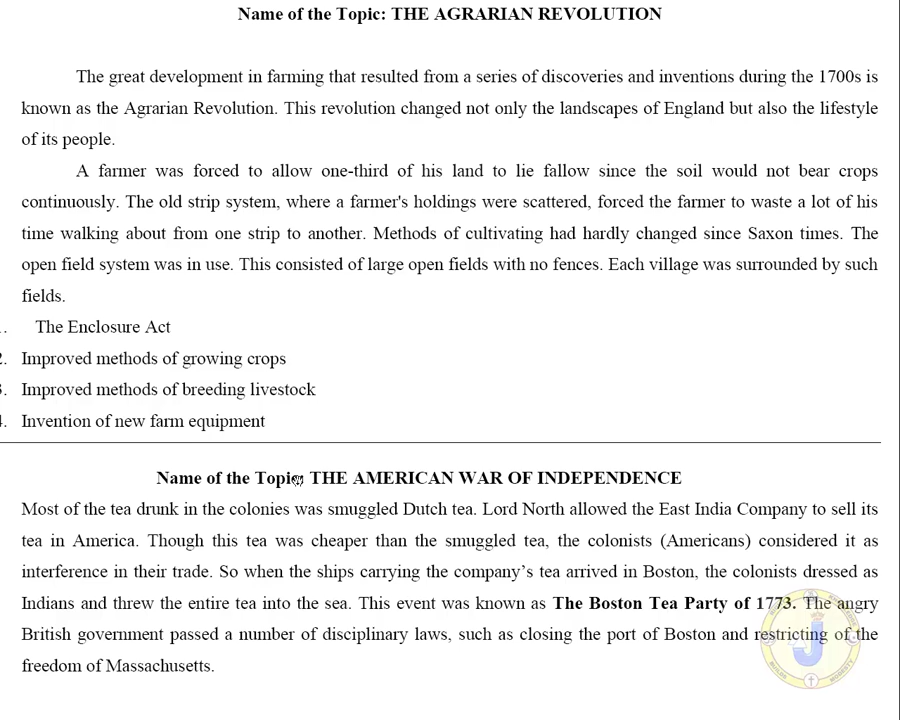 Name of the Topic: THE AGRARIAN REVOLUTION
The great development in farming that resulted from a series of discoveries and inventions during the 1700s is
known as the Agrarian Revolution. This revolution changed not only the landscapes of England but also the lifestyle
of its people.
A farmer was forced to allow one-third of his land to lie fallow since the soil would not bear crops
continuously. The old strip system, where a farmer's holdings were scattered, forced the farmer to waste a lot of his
time walking about from one strip to another. Methods of cultivating had hardly changed since Saxon times. The
open field system was in use. This consisted of large open fields with no fences. Each village was surrounded by such
fields.
. The Enclosure Act
2. Improved methods of growing crops
3. Improved methods of breeding livestock
4. Invention of new farm equipment
Name of the Topic: THE AMERICAN WAR OF INDEPENDENCE
Most of the tea drunk in the colonies was smuggled Dutch tea. Lord North allowed the East India Company to sell its
tea in America. Though this tea was cheaper than the smuggled tea, the colonists (Americans) considered it as
interference in their trade. So when the ships carrying the company’s tea arrived in Boston, the colonists dressed as
Indians and threw the entire tea into the sea. This event was known as The Boston Tea Party of 1773. The angry
British government passed a number of disciplinary laws, such as closing the port of Boston and restricting of the
freedom of Massachusetts.